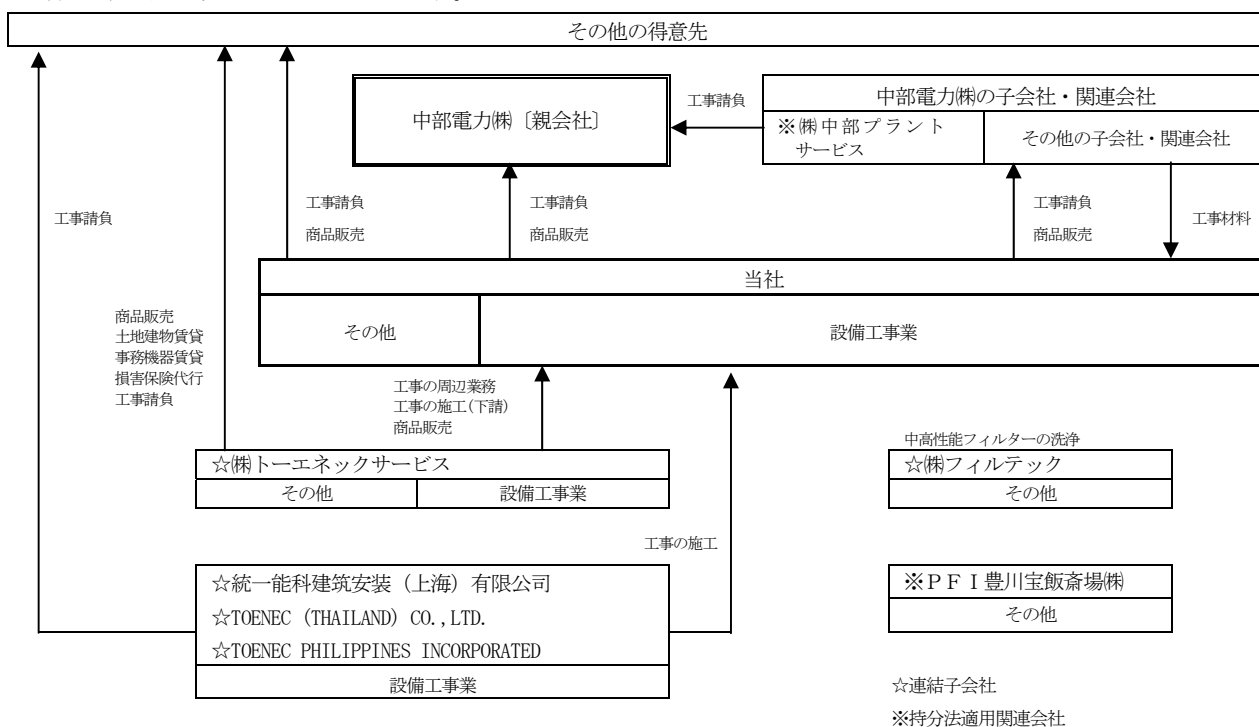 その他の得意先
中部電力㈱〔親会社〕
工事請負
中部電力㈱の子会社・関連会社
※㈱中部プラント
サービス
その他の子会社・関連会社
工事請負
工事請負
商品販売
工事請負
商品販売
工事請負
商品販売
工事材料
当社
その他
設備工事業
商品販売
土地建物賃貸
事務機器賃貸
損害保険代行
工事請負
工事の周辺業務
工事の施工(下請)
商品販売
☆㈱トーエネックサービス
その他
設備工事業
中高性能フィルターの洗浄
☆㈱フィルテック
その他
工事の施工
☆統一能科建筑安装（上海）有限公司
☆TOENEC (THAILAND) CO.,LTD.
☆TOENEC PHILIPPINES INCORPORATED
設備工事業
※ＰＦＩ豊川宝飯斎場㈱
その他
☆連結子会社
※持分法適用関連会社